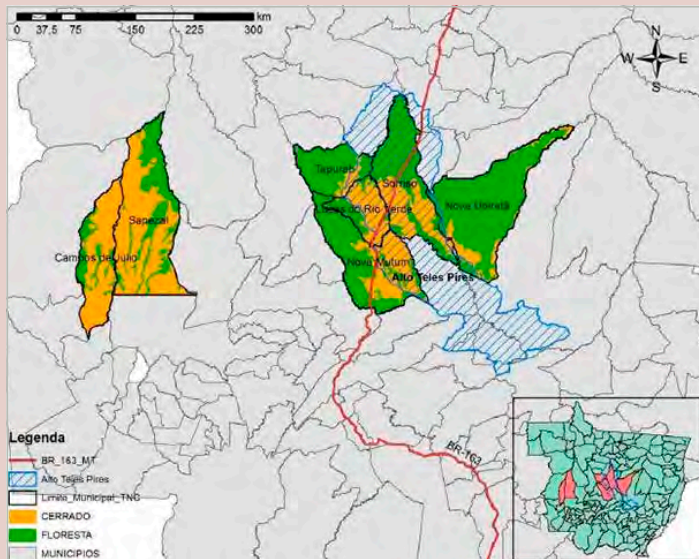 0 37.5 75 150 225 300
km
N
W E
S
Tapurah
Sorriso
Lucas do Rio Verde
Nova Ubiratã
Sapezal
Campos de Júlio
Nova Mutum
Alto Teles Pires
BR-163
Legenda
BR_163_MT
Alto Teles Pires
Limite_Municipal_TNC
CERRADO
FLORESTA
MUNICIPIOS